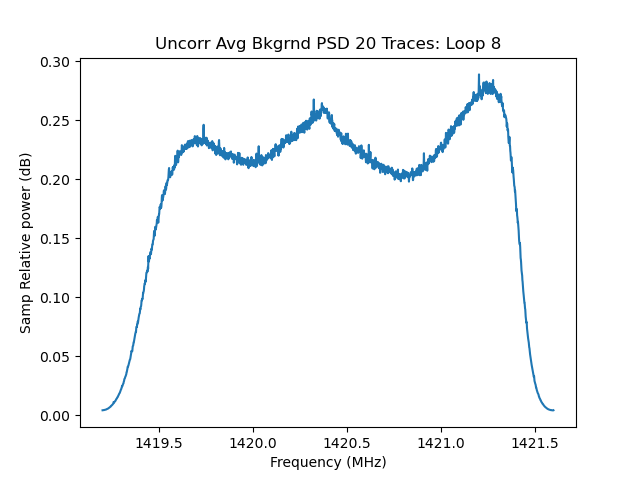 Uncorr Avg Bkgrnd PSD 20 Traces: Loop 8
Samp Relative power (dB)
0.30
0.25
0.20
0.15
0.10
0.05
0.00
1419.5 1420.0 1420.5 1421.0 1421.5
Frequency (MHz)